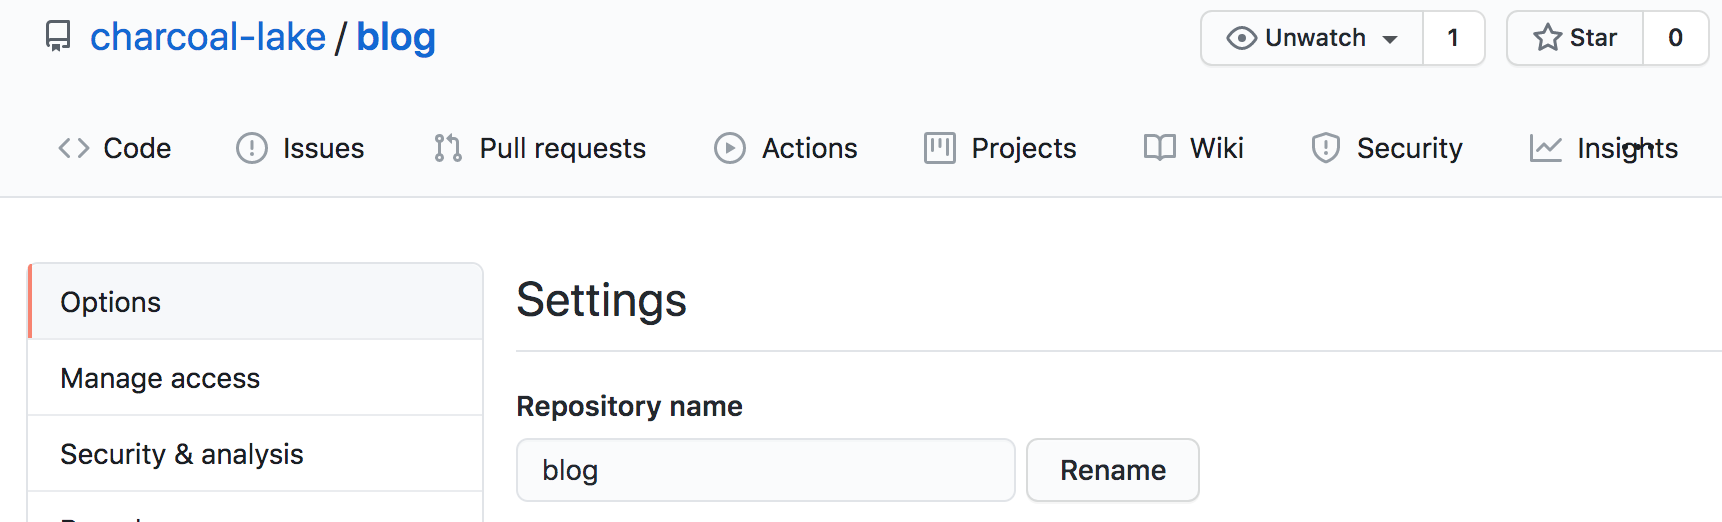 charcoal-lake / blog
Unwatch 1 Star 0
Code Issues Pull requests Actions Projects Wiki Security Insights
Options
Manage access
Security & analysis
Settings
Repository name
blog Rename